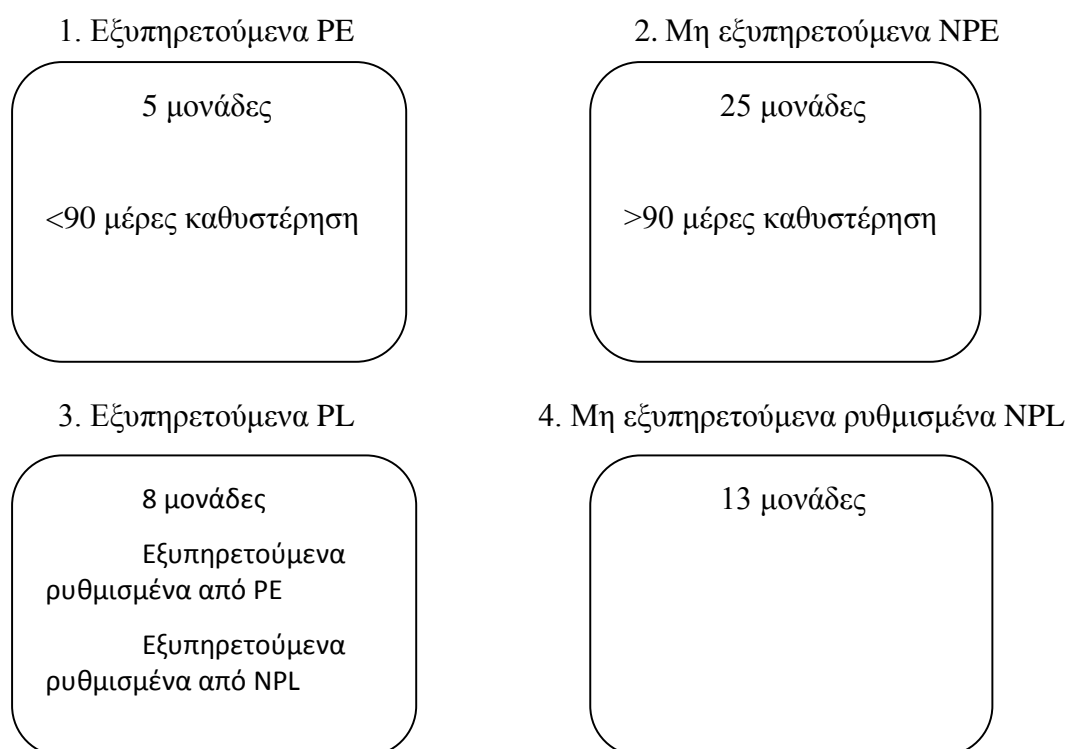 1. Εξυπηρετούμενα PE
2. Μη εξυπηρετούμενα NPE
5 μονάδες
<90 μέρες καθυστέρηση
25 μονάδες
>90 μέρες καθυστέρηση
3. Εξυπηρετούμενα PL
4. Μη εξυπηρετούμενα ρυθμισμένα NPL
8 μονάδες
Εξυπηρετούμενα
ρυθμισμένα από PE
Εξυπηρετούμενα
ρυθμισμένα από NPL
13 μονάδες